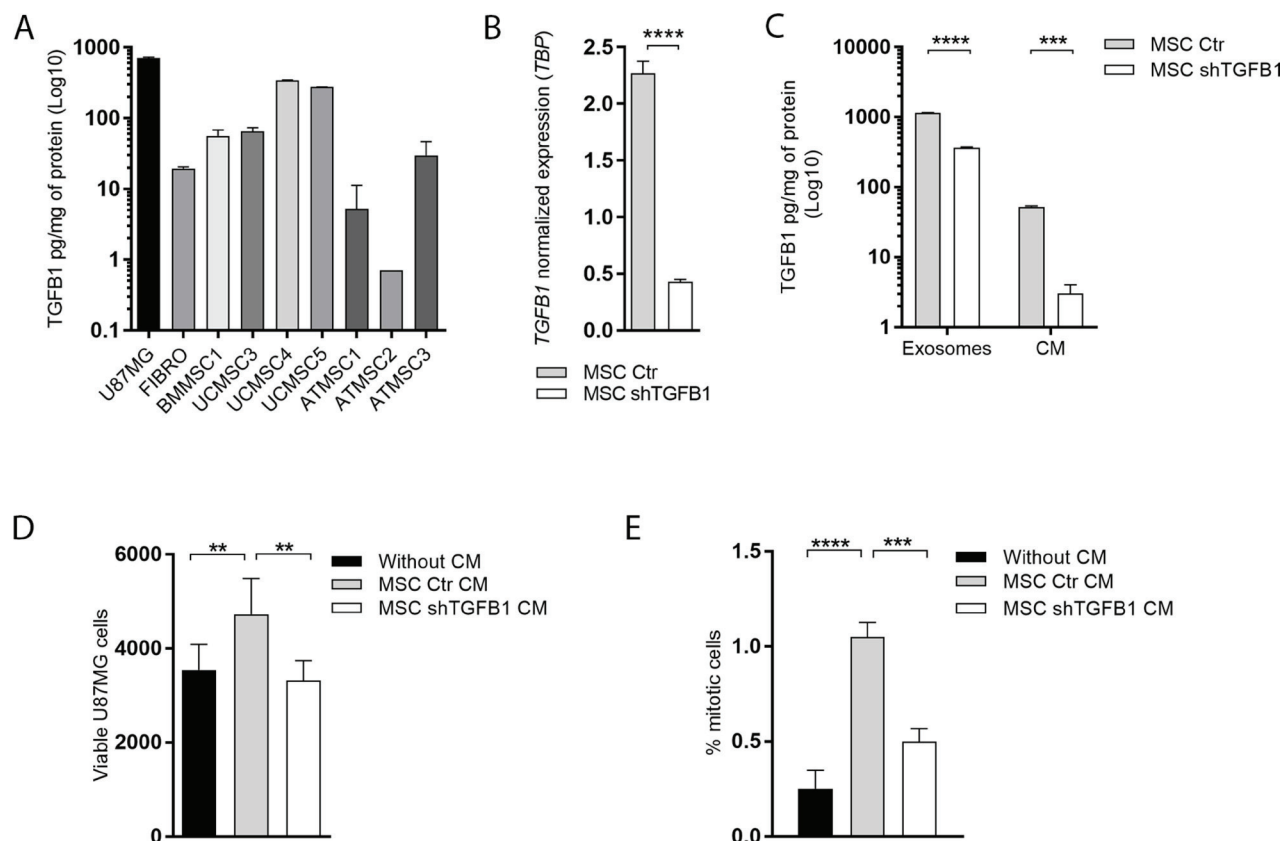 A
TGFB1 pg/mg of protein (Log10)
1000
100
10
1
0.1
U87MG
FIBRO
BMMSC1
UCMSC3
UCMSC4
UCMSC5
ATMSC1
ATMSC2
ATMSC3
B
TGFB1 normalized expression (TBP)
2.5
2.0
1.5
1.0
0.5
0.0
****
MSC Ctr
MSC shTGFB1
C
TGFB1 pg/mg of protein
(Log10)
10000
1000
100
10
1
****
***
Exosomes
CM
MSC Ctr
MSC shTGFB1
D
Viable U87MG cells
6000
4000
2000
0
**
**
Without CM
MSC Ctr CM
MSC shTGFB1 CM
E
% mitotic cells
1.5
1.0
0.5
0.0
****
***
Without CM
MSC Ctr CM
MSC shTGFB1 CM